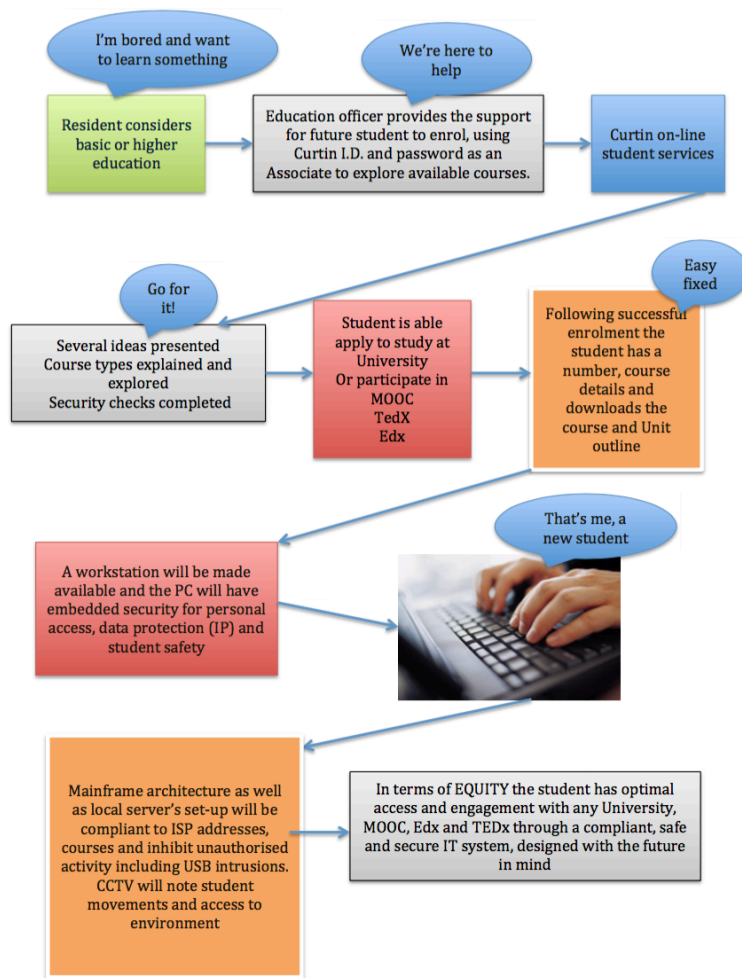 I'm bored and want
to learn something
We're here to
help
Resident considers
basic or higher
education
Education officer provides the support
for future student to enrol, using
Curtin I.D. and password as an
Associate to explore available courses.
Curtin on-line
student services
Go for
it!
Easy
fixed
Several ideas presented
Course types explained and
explored
Security checks completed
Student is able
apply to study at
University
Or participate in
MOOC
TedX
Edx
Following successful
enrolment the
student has a
number, course
details and
downloads the
course and Unit
outline
That's me, a
new student
A workstation will be made
available and the PC will have
embedded security for personal
access, data protection (IP) and
student safety
Mainframe architecture as well
as local server's set-up will be
compliant to ISP addresses,
courses and inhibit unauthorised
activity including USB intrusions.
CCTV will note student
movements and access to
environment
In terms of EQUITY the student has optimal
access and engagement with any University,
MOOC, Edx and TEDx through a compliant, safe
and secure IT system, designed with the future
in mind